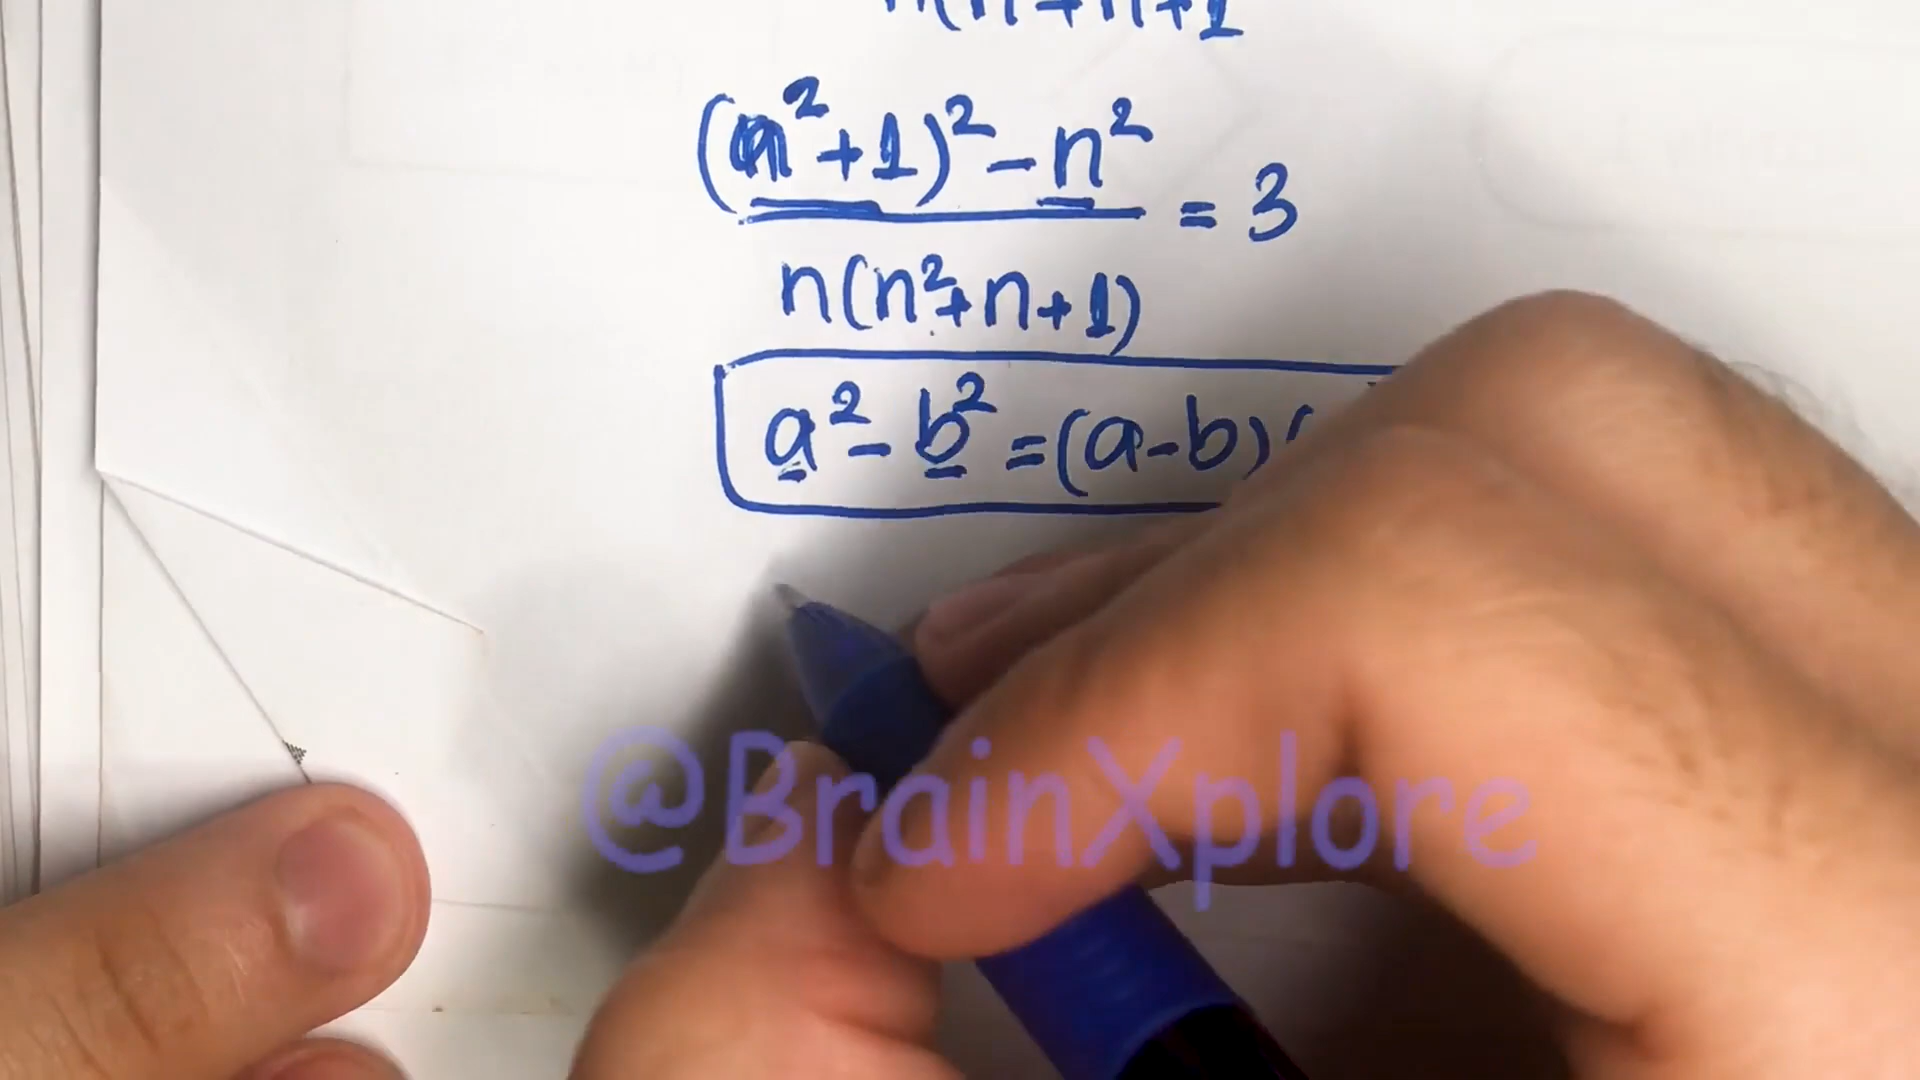 (n²+1)²-n²
= 3
n(n²+n+1)
a²-b²=(a-b)(
@BrainXplore